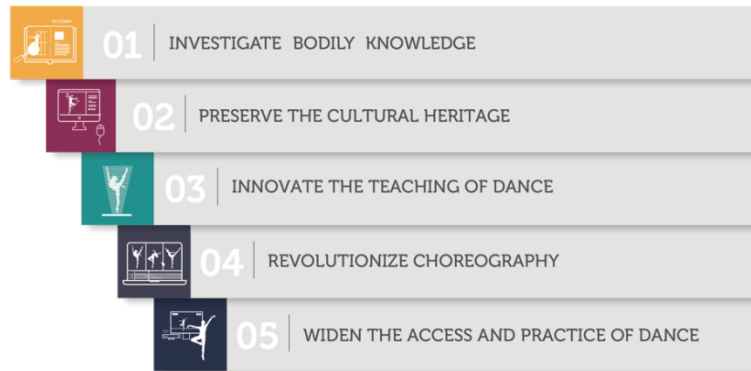 01 INVESTIGATE BODILY KNOWLEDGE
02 PRESERVE THE CULTURAL HERITAGE
03 INNOVATE THE TEACHING OF DANCE
04 REVOLUTIONIZE CHOREOGRAPHY
05 WIDEN THE ACCESS AND PRACTICE OF DANCE